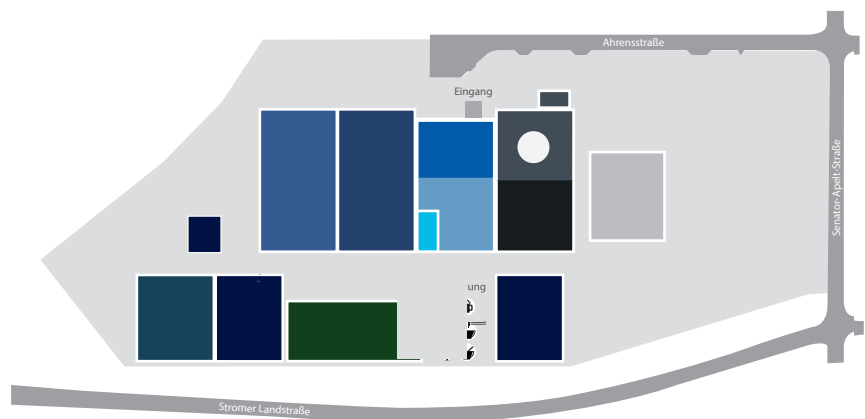 Ahrensstraße
Eingang
Senator-Apelt-Straße
ung
Stromer Landstraße